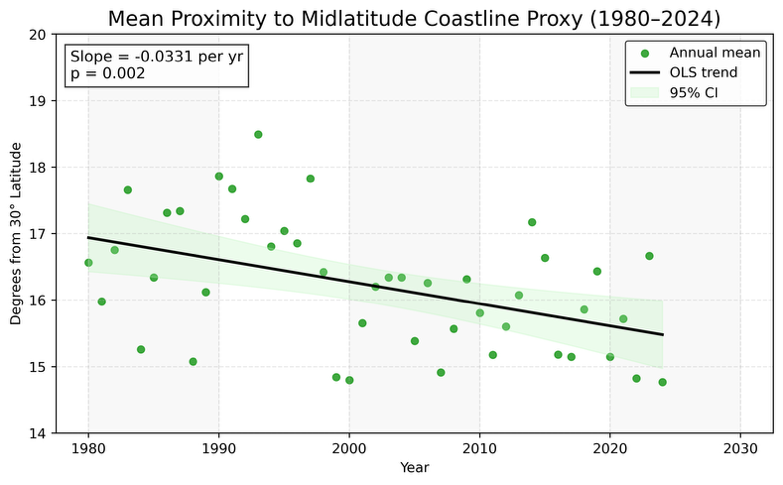 Mean Proximity to Midlatitude Coastline Proxy (1980–2024)
Slope = -0.0331 per yr
p = 0.002
Annual mean
OLS trend
95% CI
Degrees from 30° Latitude
20
19
18
17
16
15
14
1980 1990 2000 2010 2020 2030
Year